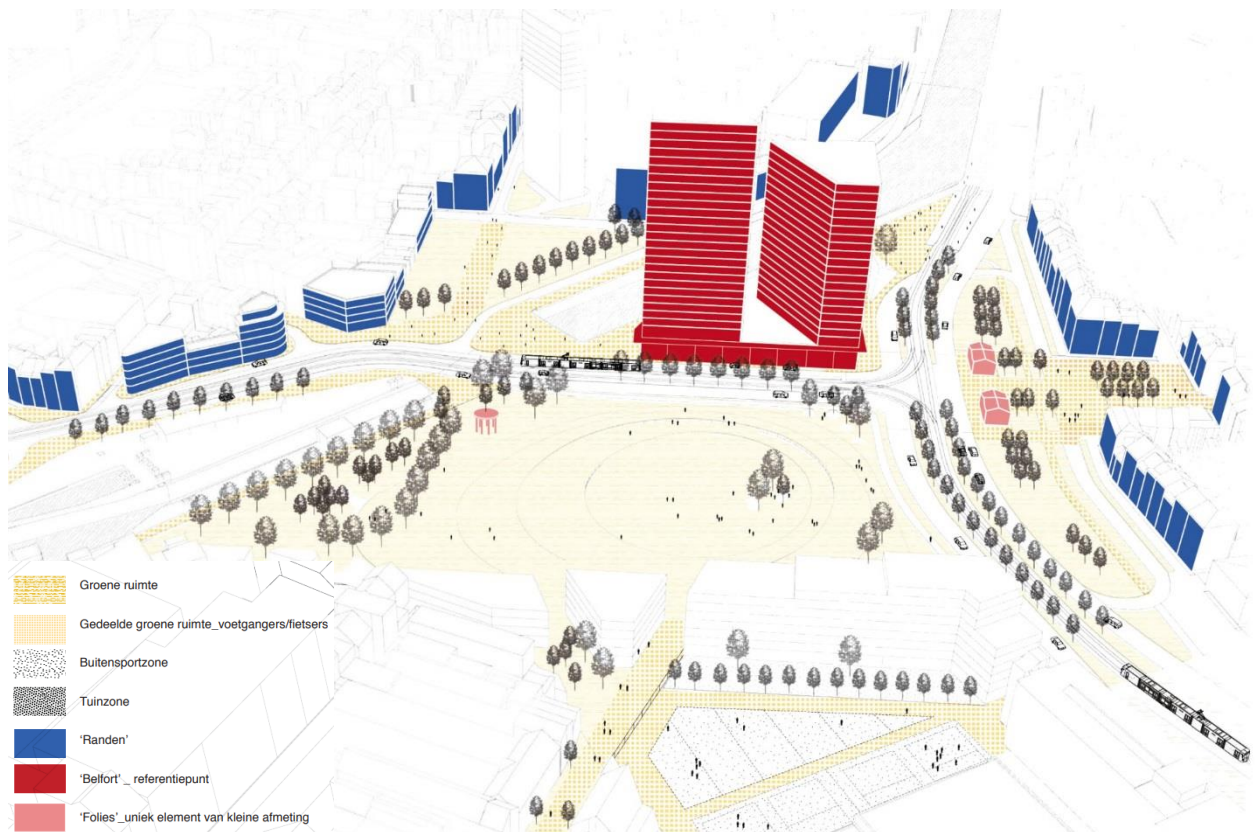 Groene ruimte
Gedeelde groene ruimte_voetgangers/fietsers
Buitensportzone
Tuinzone
'Randen'
'Belfort' _ referentiepunt
'Folies'_uniek element van kleine afmeting